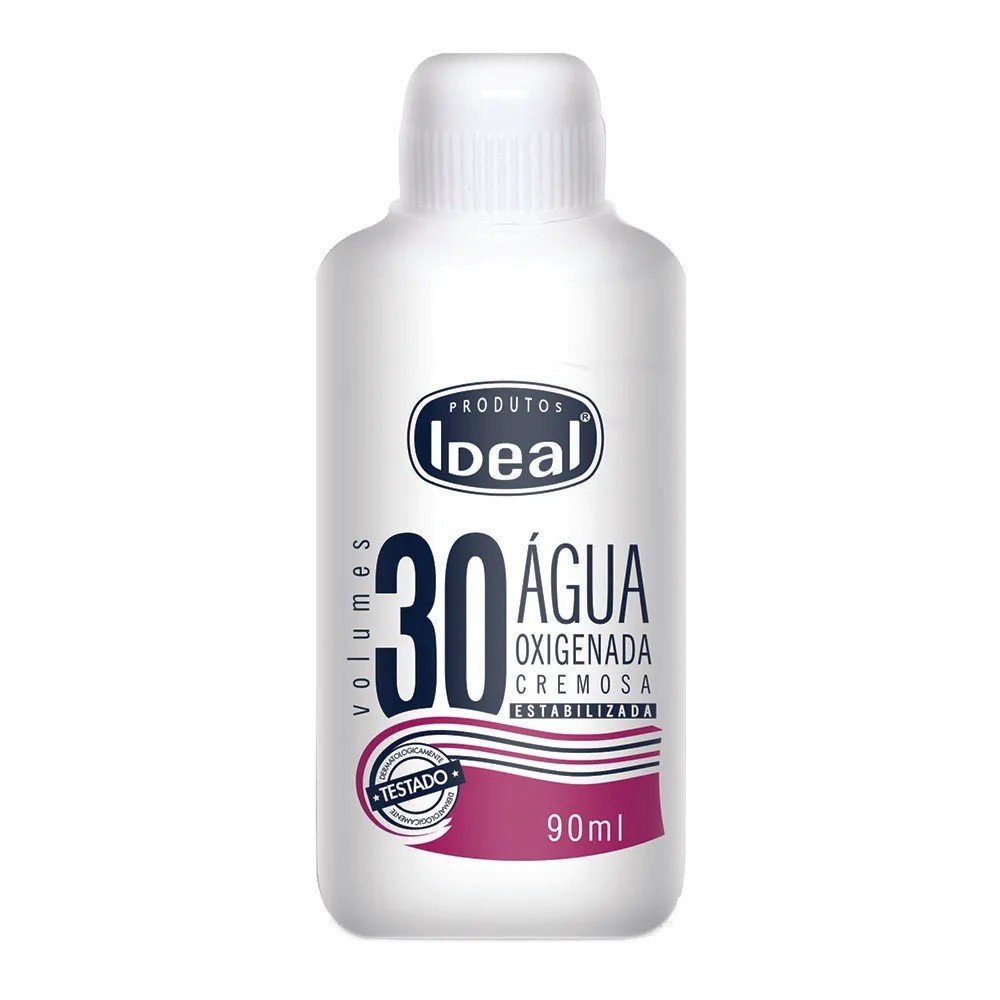 PRODUTOS
Ideal®
volumes
30
ÁGUA
OXIGENADA
CREMOSA
ESTABILIZADA
DERMATOLOGICAMENTE
TESTADO
DERMATOLOGICAMENTE
90ml